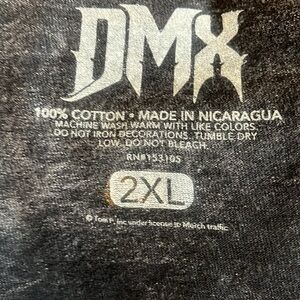 DMX
100% COTTON • MADE IN NICARAGUA
MACHINE WASH WARM WITH LIKE COLORS.
DO NOT IRON DECORATIONS. TUMBLE DRY
LOW. DO NOT BLEACH.
RN#153105
2XL
Inc under license to Merch traffic